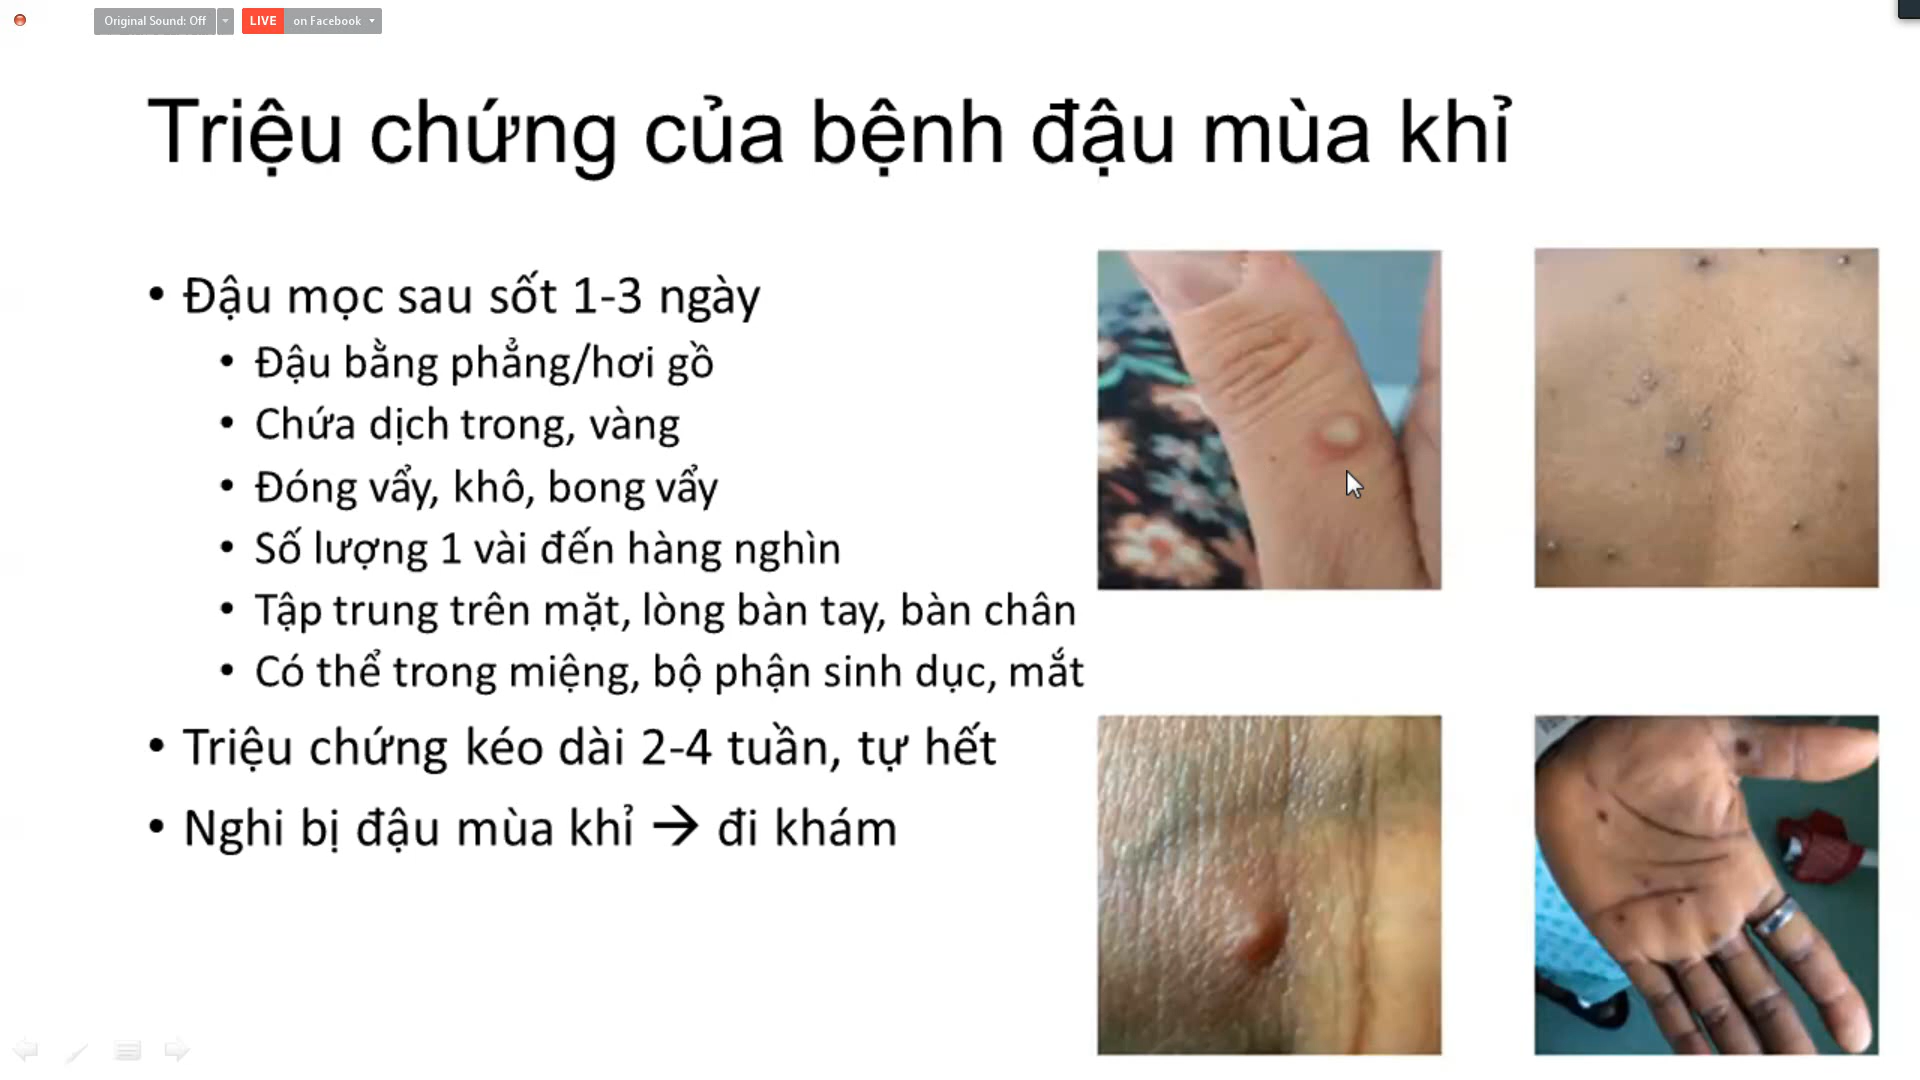 Original Sound: Off
LIVE on Facebook
Triệu chứng của bệnh đậu mùa khỉ
• Đậu mọc sau sốt 1-3 ngày
• Đậu bằng phẳng/hơi gồ
• Chứa dịch trong, vàng
• Đóng vẩy, khô, bong vẩy
• Số lượng 1 vài đến hàng nghìn
• Tập trung trên mặt, lòng bàn tay, bàn chân
• Có thể trong miệng, bộ phận sinh dục, mắt
• Triệu chứng kéo dài 2-4 tuần, tự hết
• Nghi bị đậu mùa khỉ → đi khám